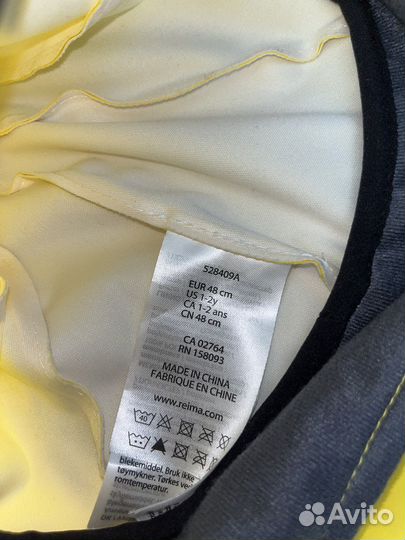 528409A
EUR 48 cm
US 1-2y
CA 1-2 ans
CN 48 cm
CA 02764
RN 158093
MADE IN CHINA
FABRIQUE EN CHINE
www.reima.com
40
blekemiddel. Bruk ikke
tøymykner. Tørkes ve
romtemperatur.
Avito